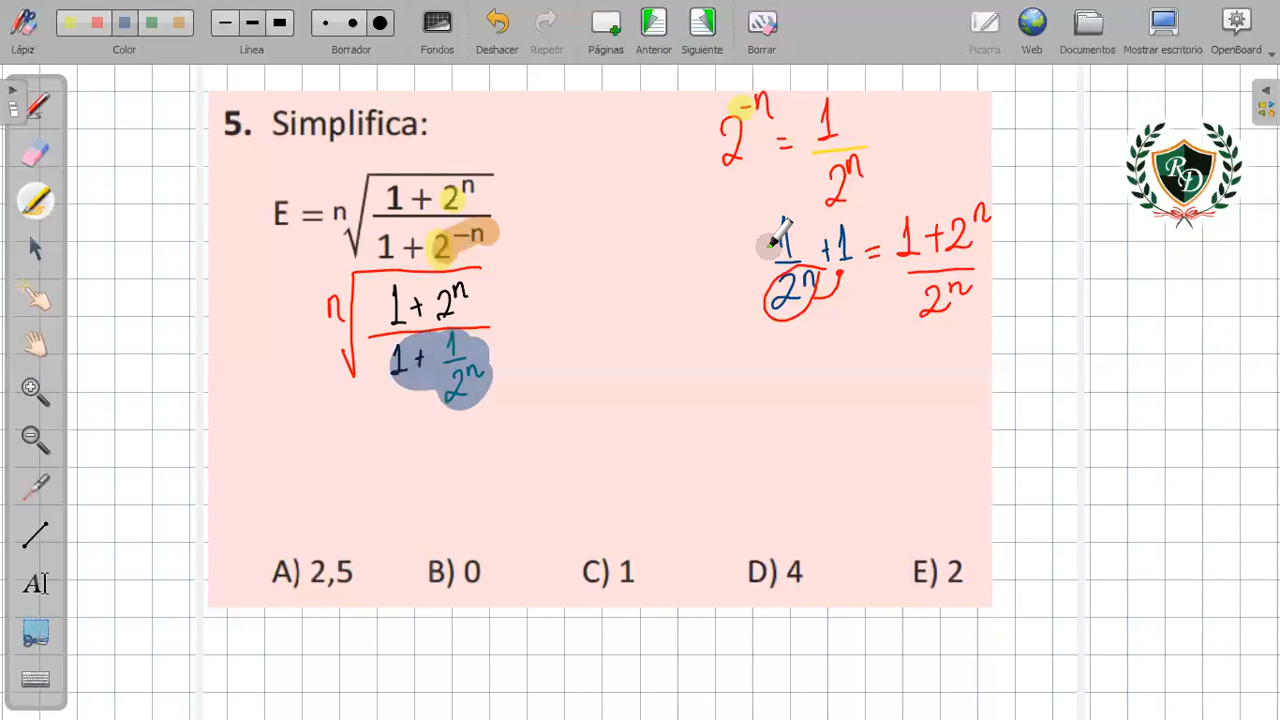 Lápiz Color Línea Borrador Fondos Deshacer Repetir Páginas Anterior Siguiente Borrar Pizarra Web Documentos Mostrar escritorio OpenBoard
5. Simplifica:
E = ⁿ√((1 + 2ⁿ)/(1 + 2⁻ⁿ))
ⁿ√((1 + 2ⁿ)/(1 + 1/2ⁿ))
2⁻ⁿ = 1/2ⁿ
1/2ⁿ + 1 = (1+2ⁿ)/2ⁿ
RD
A) 2,5 B) 0 C) 1 D) 4 E) 2